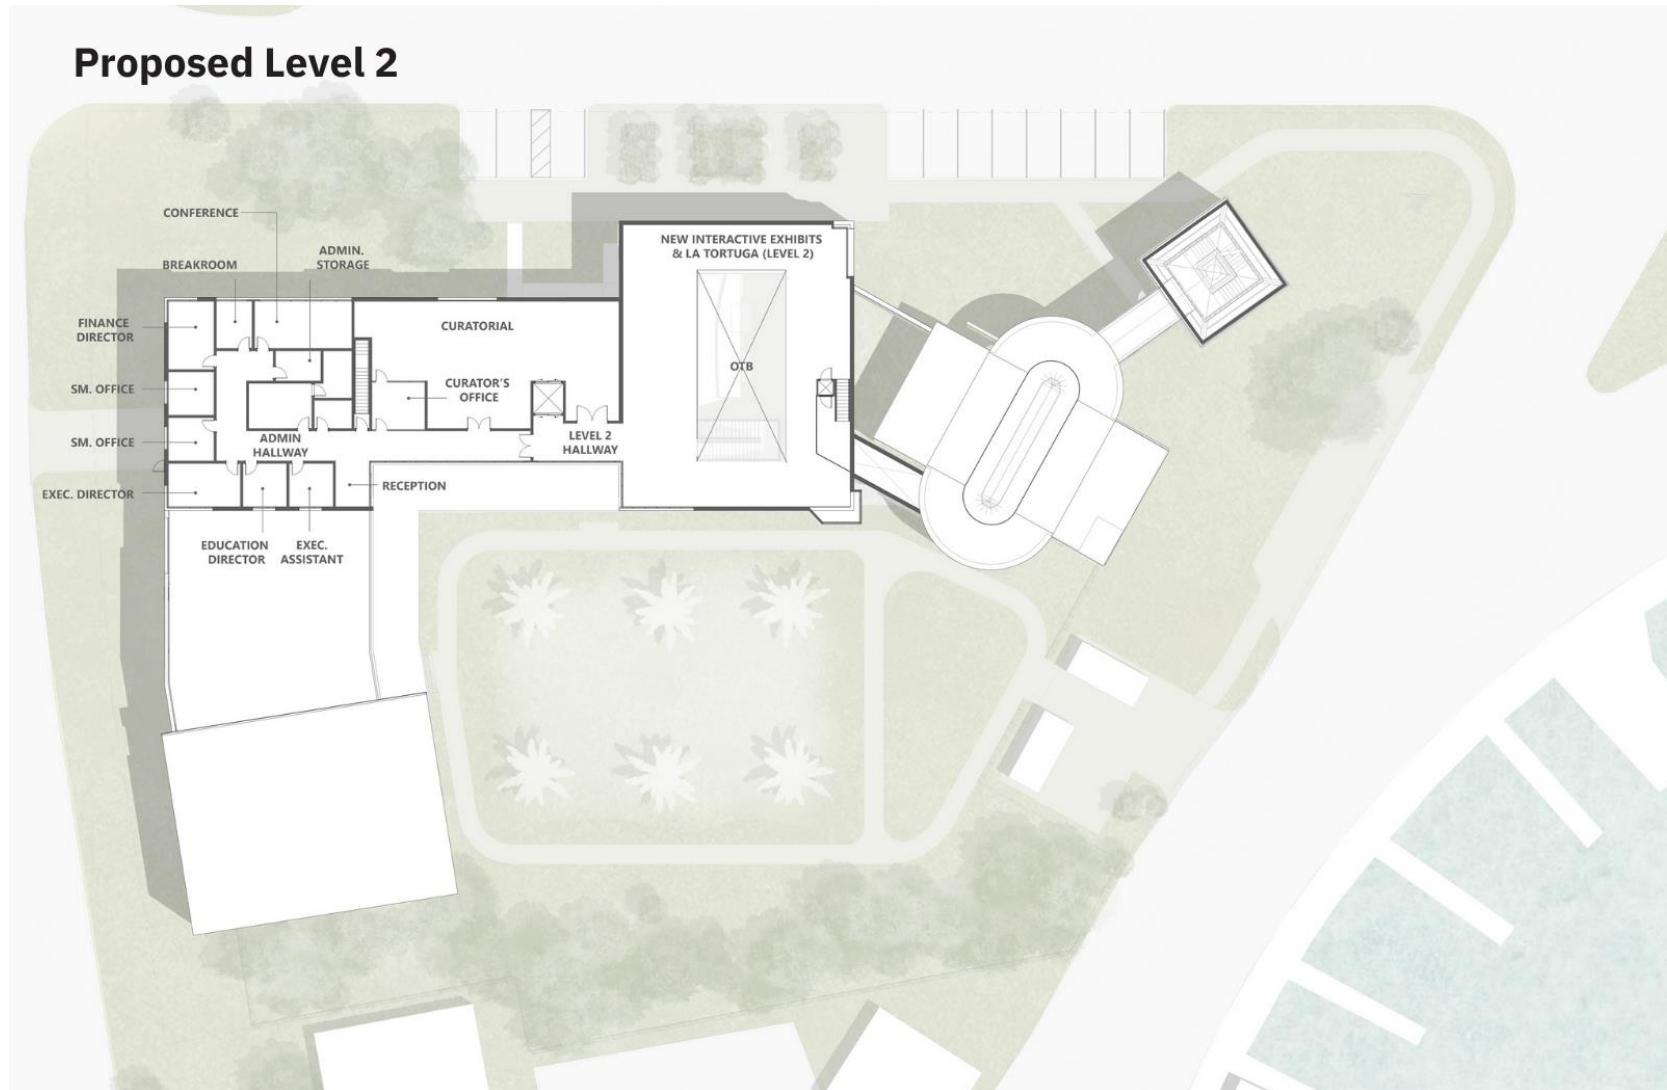 Proposed Level 2
CONFERENCE
ADMIN.
STORAGE
BREAKROOM
NEW INTERACTIVE EXHIBITS
& LA TORTUGA (LEVEL 2)
FINANCE
DIRECTOR
CURATORIAL
OTB
SM. OFFICE
CURATOR'S
OFFICE
SM. OFFICE
ADMIN
HALLWAY
LEVEL 2
HALLWAY
EXEC. DIRECTOR
RECEPTION
EDUCATION
DIRECTOR
EXEC.
ASSISTANT